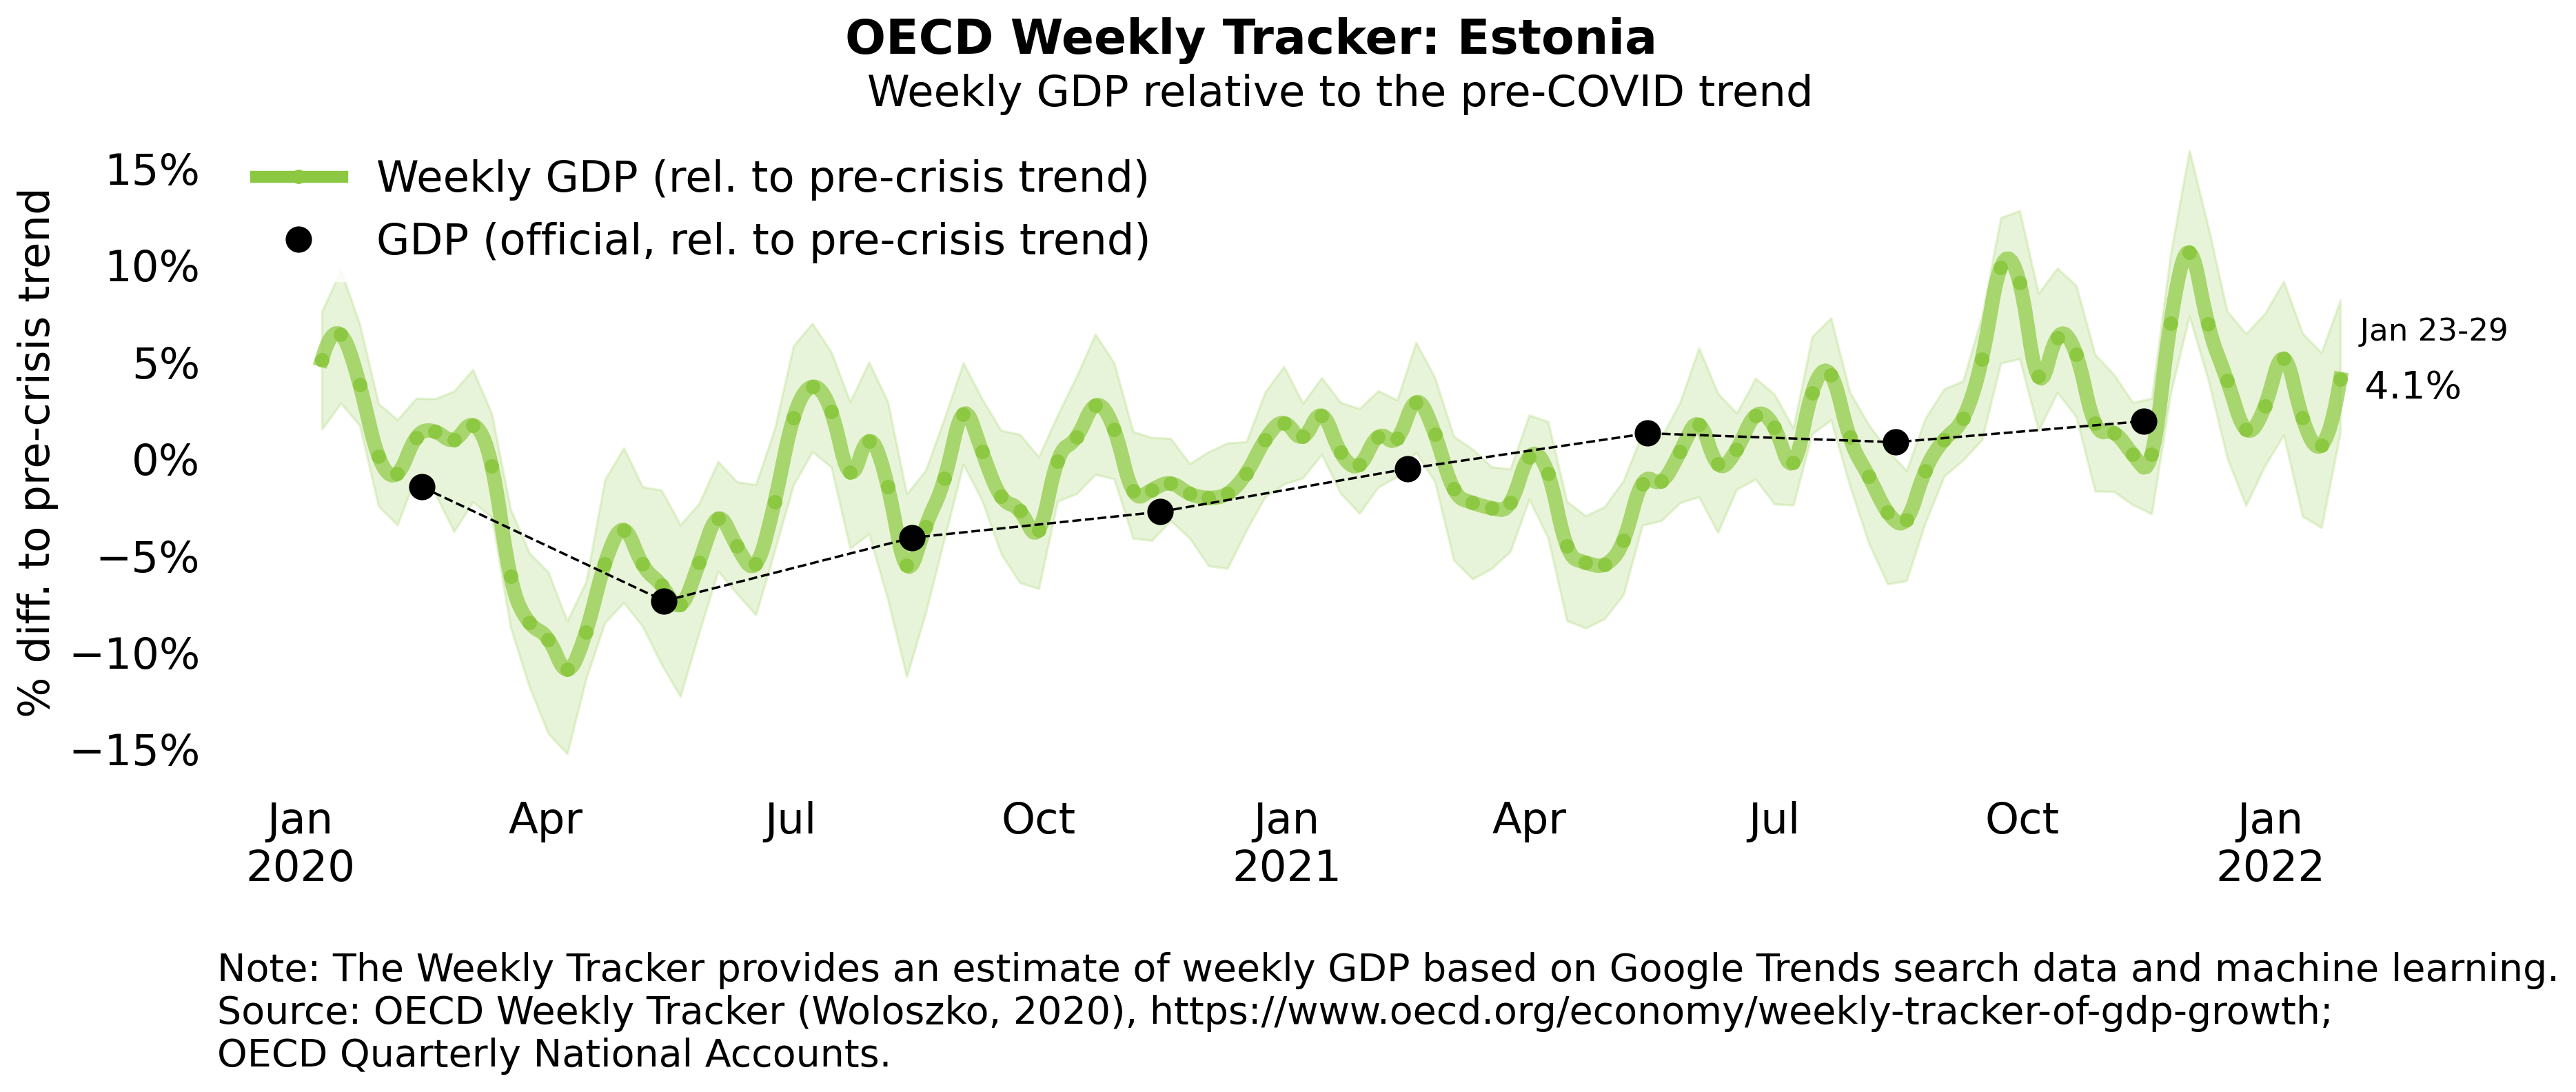 OECD Weekly Tracker: Estonia
Weekly GDP relative to the pre-COVID trend
% diff. to pre-crisis trend
15%
10%
5%
0%
−5%
−10%
−15%
Weekly GDP (rel. to pre-crisis trend)
GDP (official, rel. to pre-crisis trend)
Jan 23-29
4.1%
Jan Apr Jul Oct Jan Apr Jul Oct Jan
2020 2021 2022
Note: The Weekly Tracker provides an estimate of weekly GDP based on Google Trends search data and machine learning.
Source: OECD Weekly Tracker (Woloszko, 2020), https://www.oecd.org/economy/weekly-tracker-of-gdp-growth;
OECD Quarterly National Accounts.